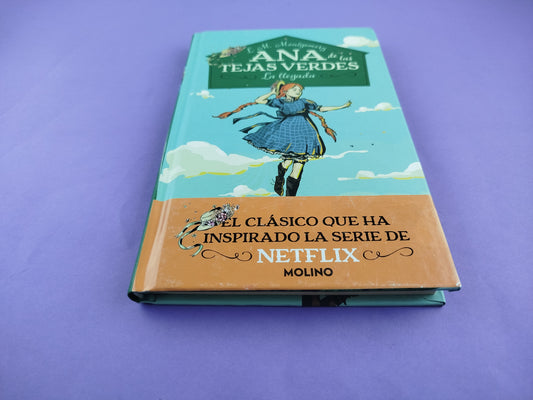 L. M. Montgomery
ANA de las
TEJAS VERDES
La llegada
EL CLÁSICO QUE HA
INSPIRADO LA SERIE DE
NETFLIX
MOLINO